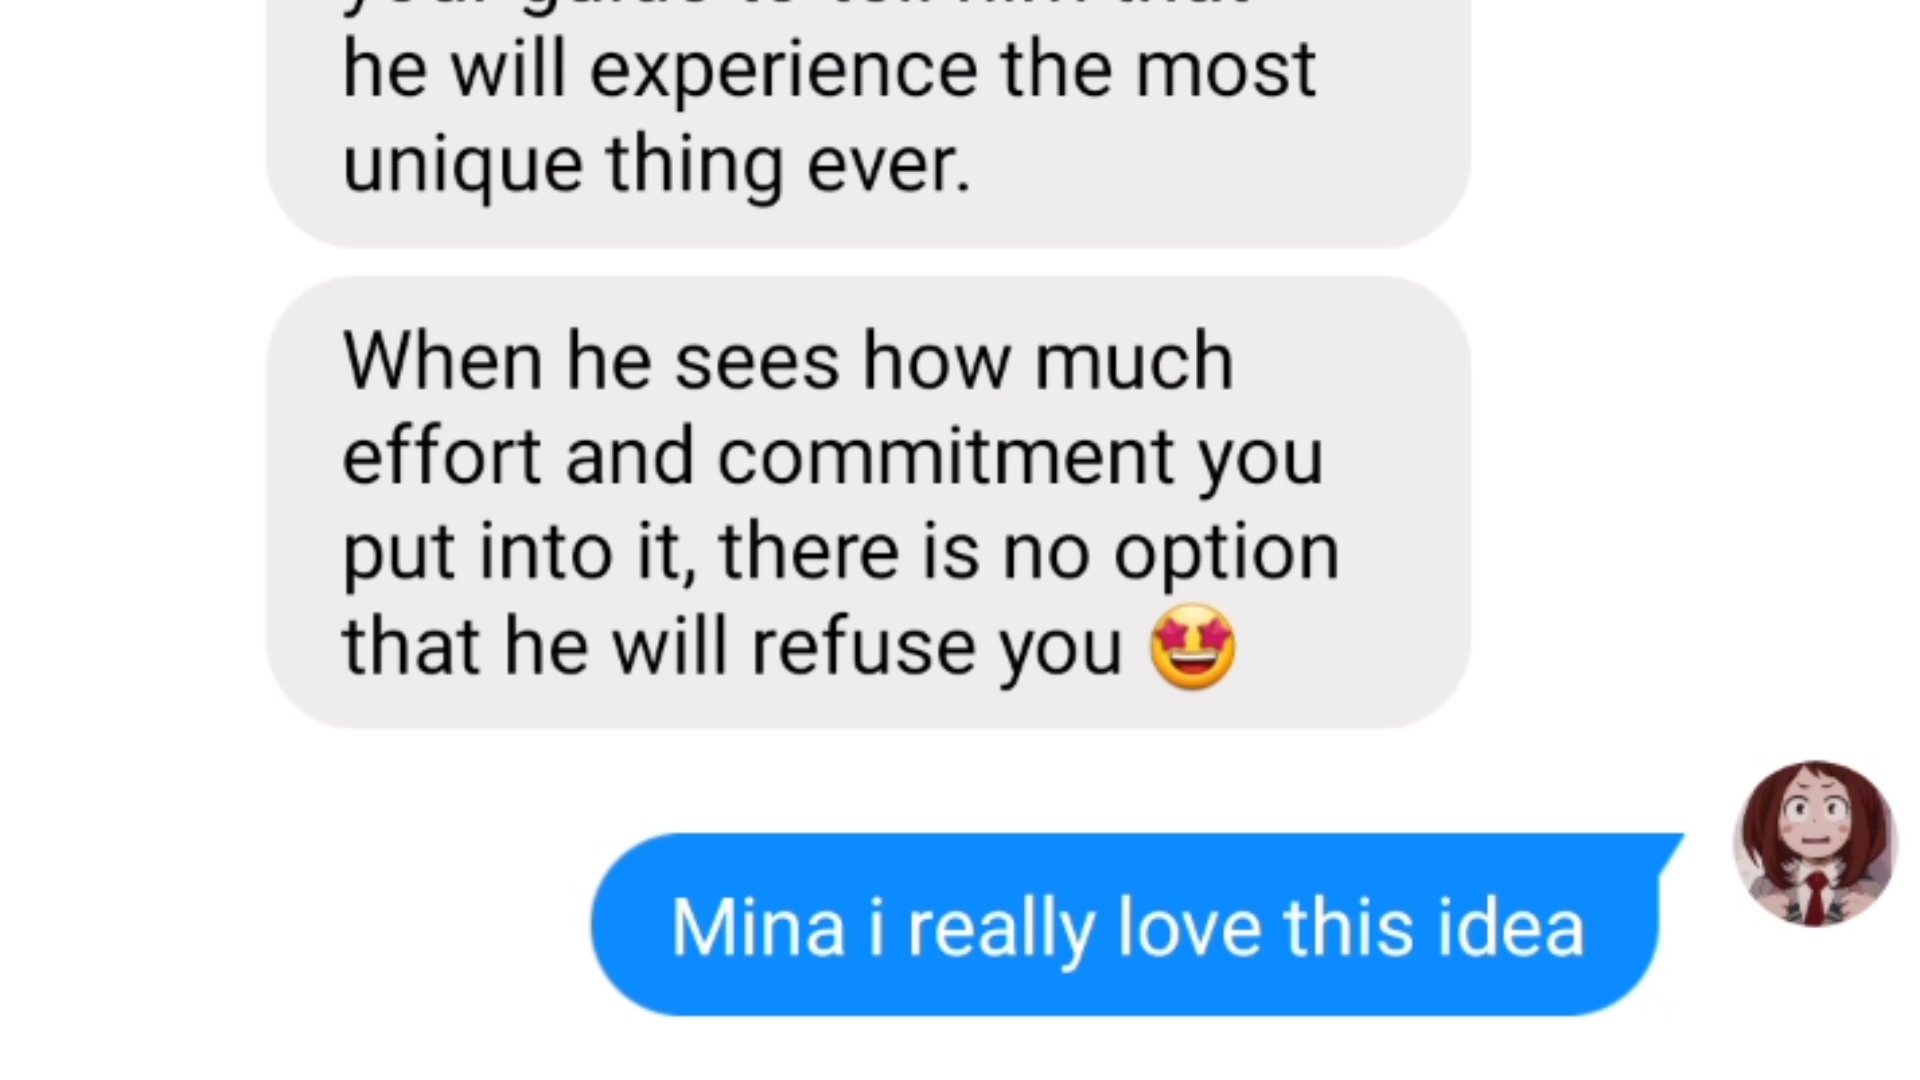 he will experience the most
unique thing ever.
When he sees how much
effort and commitment you
put into it, there is no option
that he will refuse you 🤩
Mina i really love this idea